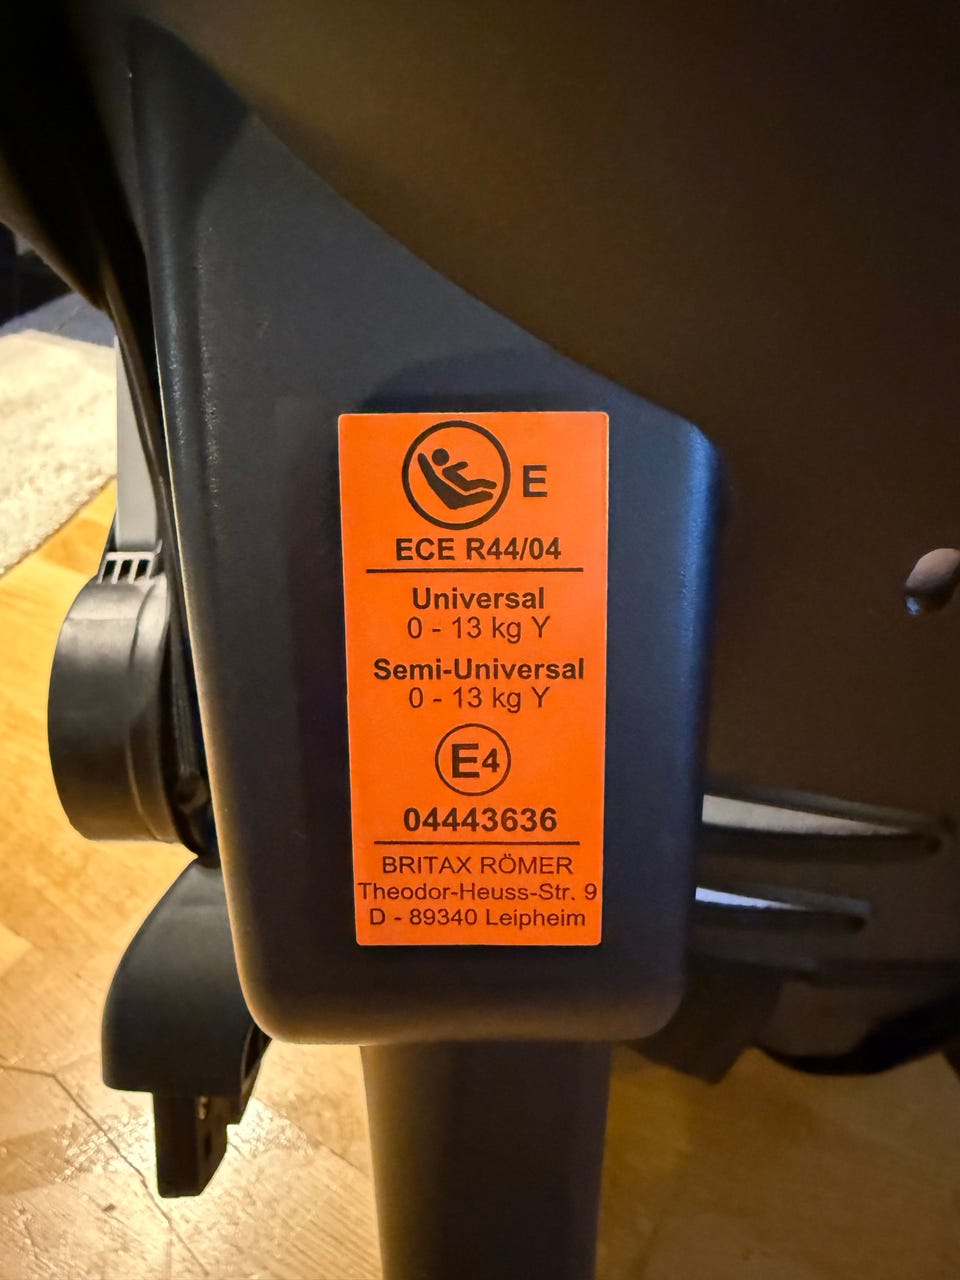 E
ECE R44/04
Universal
0 - 13 kg Y
Semi-Universal
0 - 13 kg Y
E4
04443636
BRITAX RÖMER
Theodor-Heuss-Str. 9
D - 89340 Leipheim